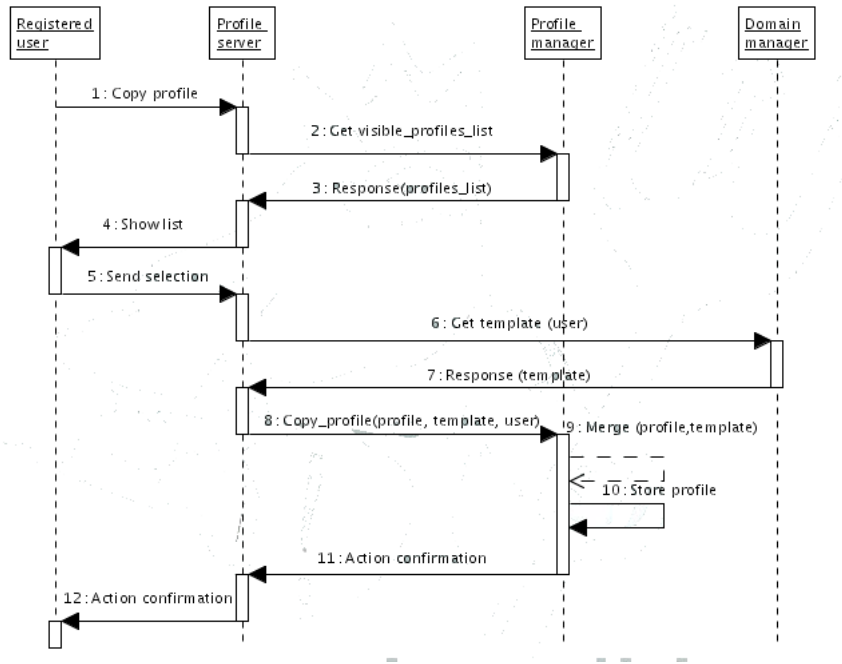 Registered
user
Profile
server
Profile
manager
Domain
manager
1 : Copy profile
2 : Get visible_profiles_list
3 : Response(profiles_list)
4 : Show list
5 : Send selection
6 : Get template (user)
7 : Response (template)
8 : Copy_profile(profile, template, user)
9 : Merge (profile,template)
10 : Store profile
11 : Action confirmation
12 : Action confirmation